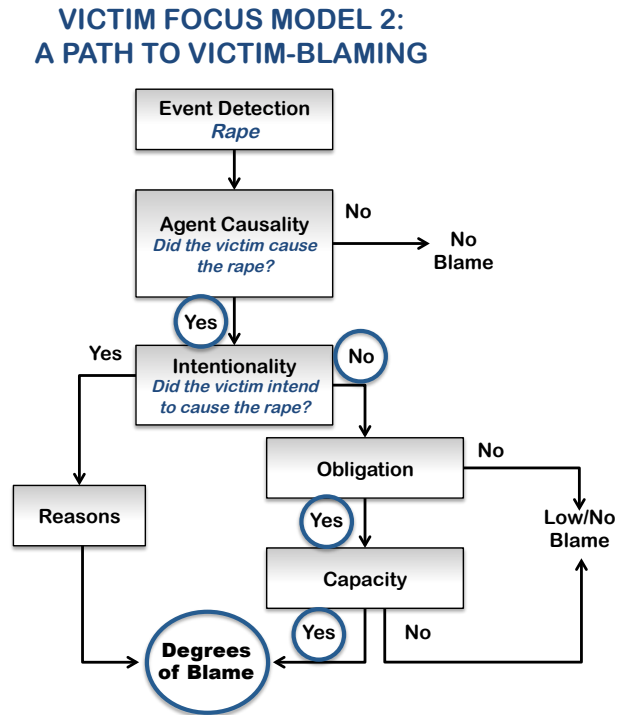 VICTIM FOCUS MODEL 2:
A PATH TO VICTIM-BLAMING
Event Detection
Rape
Agent Causality
Did the victim cause
the rape?
No
No
Blame
Yes
Yes
Intentionality
Did the victim intend
to cause the rape?
No
Obligation
No
Reasons
Yes
Low/No
Blame
Capacity
Yes
No
Degrees
of Blame